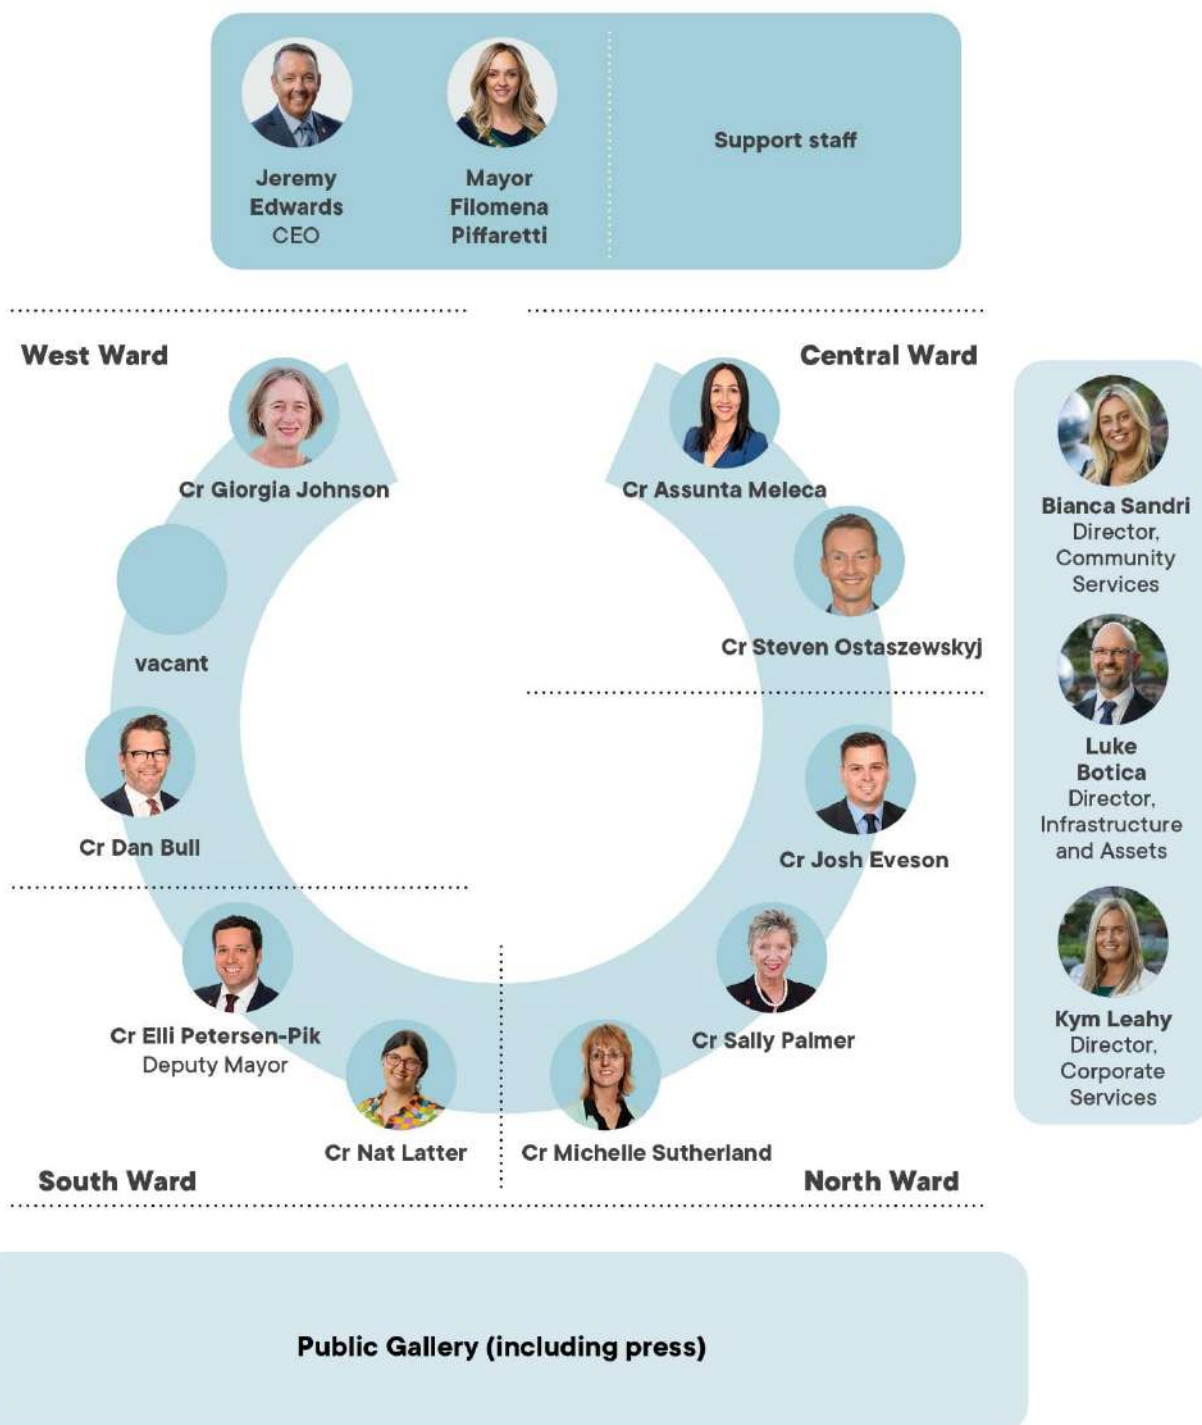 Jeremy
Edwards
CEO
Mayor
Filomena
Piffaretti
Support staff
West Ward
Central Ward
Cr Giorgia Johnson
Cr Assunta Meleca
vacant
Cr Steven Ostaszewskyj
Cr Dan Bull
Cr Josh Eveson
Cr Elli Petersen-Pik
Deputy Mayor
Cr Sally Palmer
Cr Nat Latter
Cr Michelle Sutherland
South Ward
North Ward
Bianca Sandri
Director,
Community
Services
Luke
Botica
Director,
Infrastructure
and Assets
Kym Leahy
Director,
Corporate
Services
Public Gallery (including press)